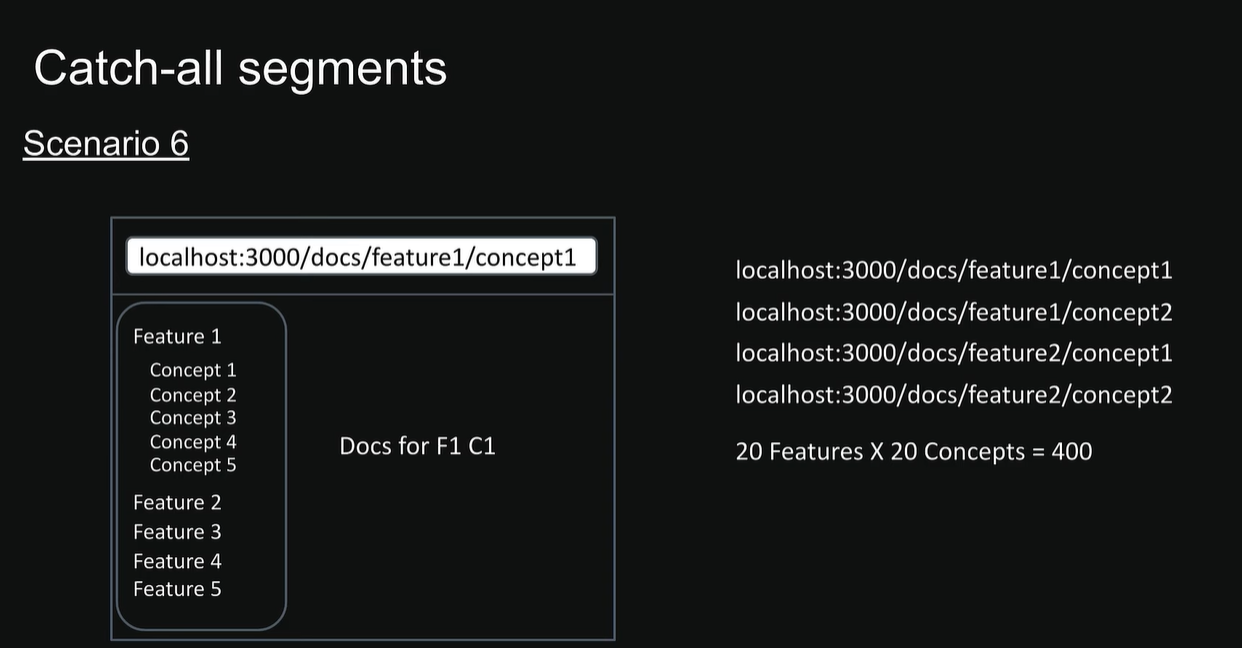 Catch-all segments
Scenario 6
localhost:3000/docs/feature1/concept1
Feature 1
Concept 1
Concept 2
Concept 3
Concept 4
Concept 5
Feature 2
Feature 3
Feature 4
Feature 5
Docs for F1 C1
localhost:3000/docs/feature1/concept1
localhost:3000/docs/feature1/concept2
localhost:3000/docs/feature2/concept1
localhost:3000/docs/feature2/concept2
20 Features X 20 Concepts = 400